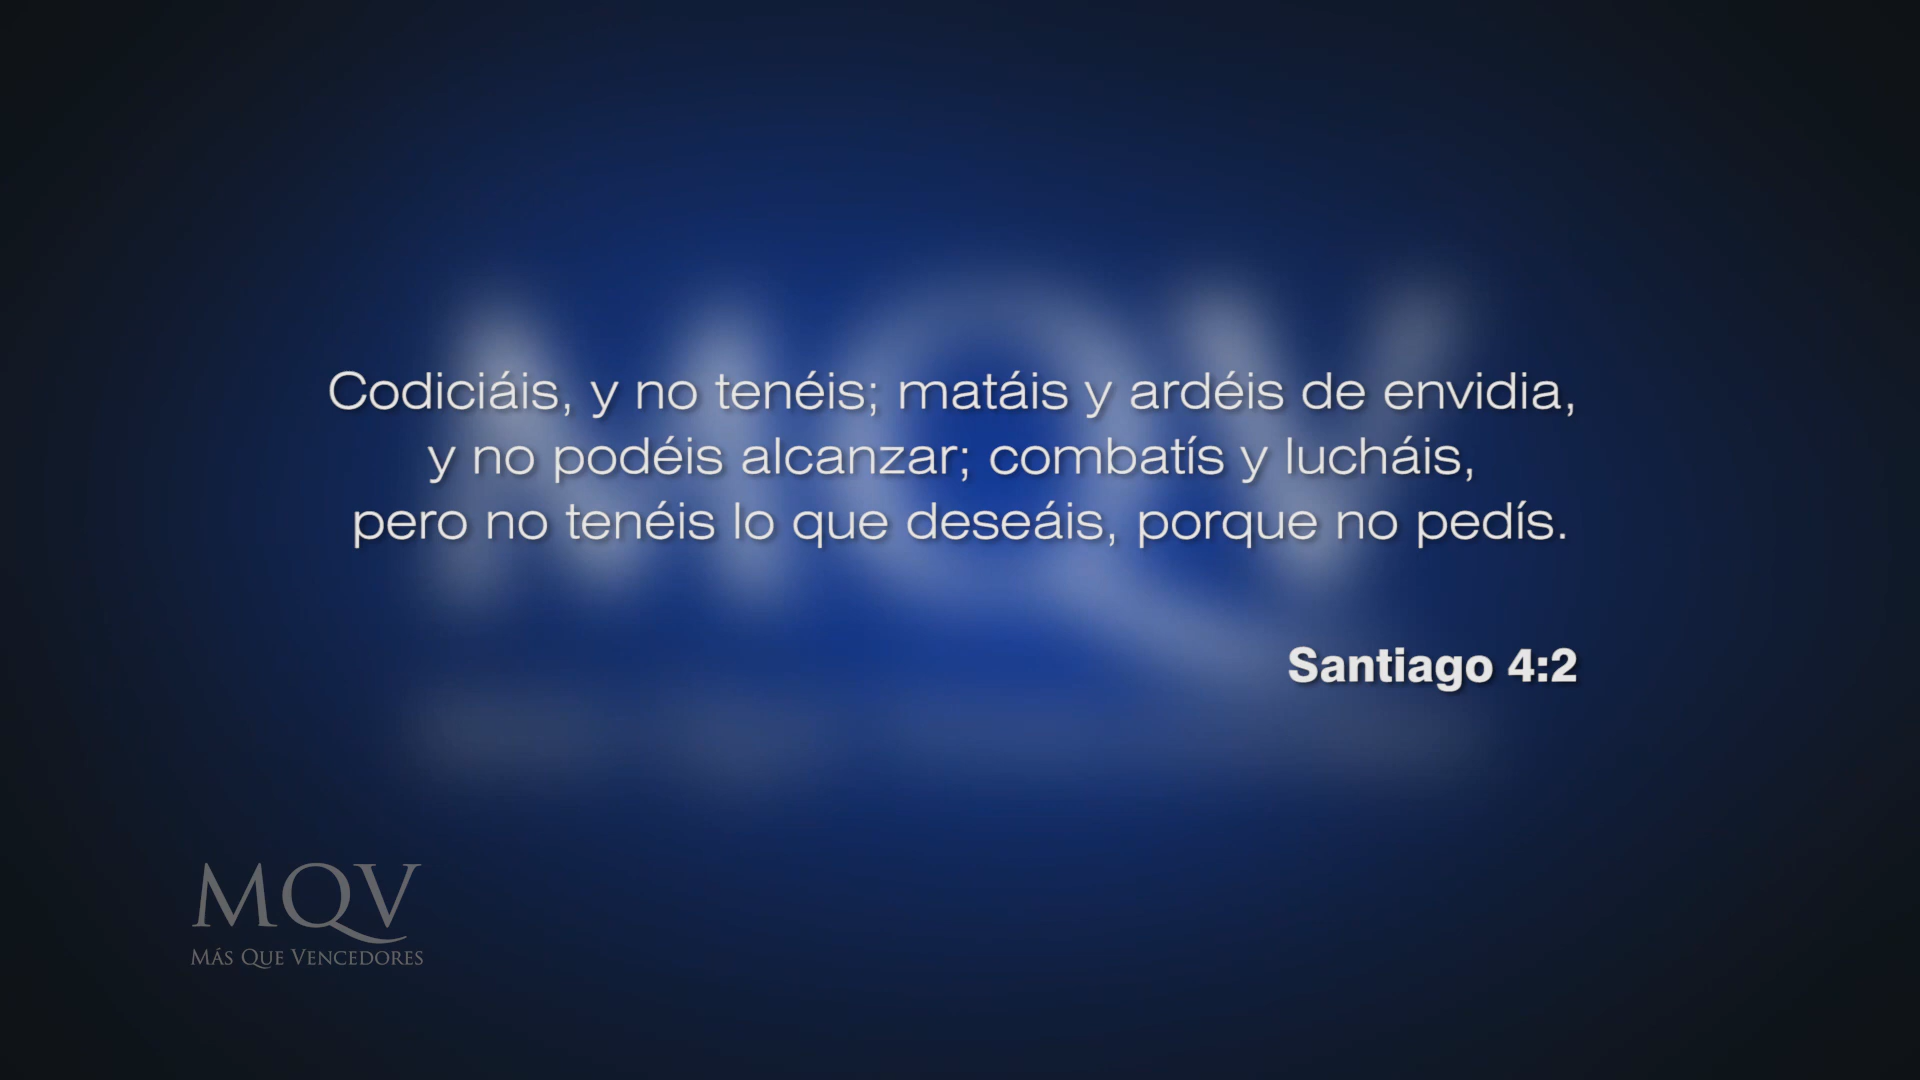 Codiciáis, y no tenéis; matáis y ardéis de envidia,
y no podéis alcanzar; combatís y lucháis,
pero no tenéis lo que deseáis, porque no pedís.
Santiago 4:2
MQV
MÁS QUE VENCEDORES